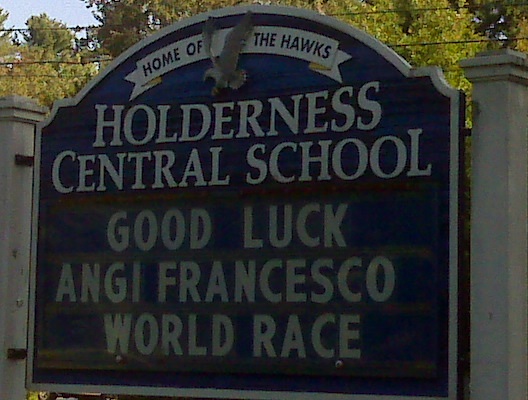 HOME OF THE HAWKS
HOLDERNESS
CENTRAL SCHOOL
GOOD LUCK
ANGI FRANCESCO
WORLD RACE